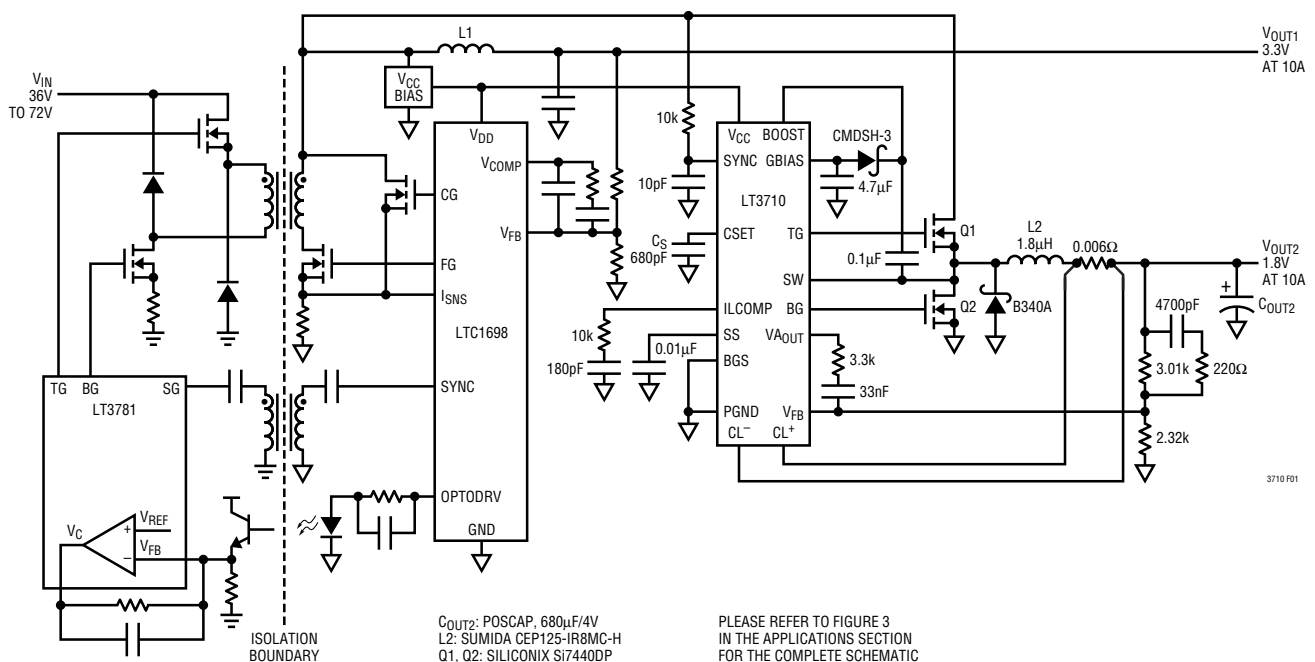 VIN
36V
TO 72V
L1
VOUT1
3.3V
AT 10A
VCC
BIAS
VDD
VCOMP
CG
VFB
FG
ISNS
LTC1698
SYNC
OPTODRV
GND
10k
10pF
CS
680pF
10k
180pF
0.01µF
VCC
BOOST
SYNC
GBIAS
LT3710
CSET
TG
SW
ILCOMP
BG
SS
VAOUT
BGS
PGND
VFB
CL−
CL+
CMDSH-3
4.7µF
0.1µF
Q1
Q2
L2
1.8µH
0.006Ω
B340A
3.3k
33nF
VOUT2
1.8V
AT 10A
+
COUT2
4700pF
3.01k
220Ω
2.32k
TG
BG
SG
LT3781
VC
VREF
+
VFB
−
ISOLATION
BOUNDARY
COUT2: POSCAP, 680µF/4V
L2: SUMIDA CEP125-IR8MC-H
Q1, Q2: SILICONIX Si7440DP
PLEASE REFER TO FIGURE 3
IN THE APPLICATIONS SECTION
FOR THE COMPLETE SCHEMATIC
3710 F01